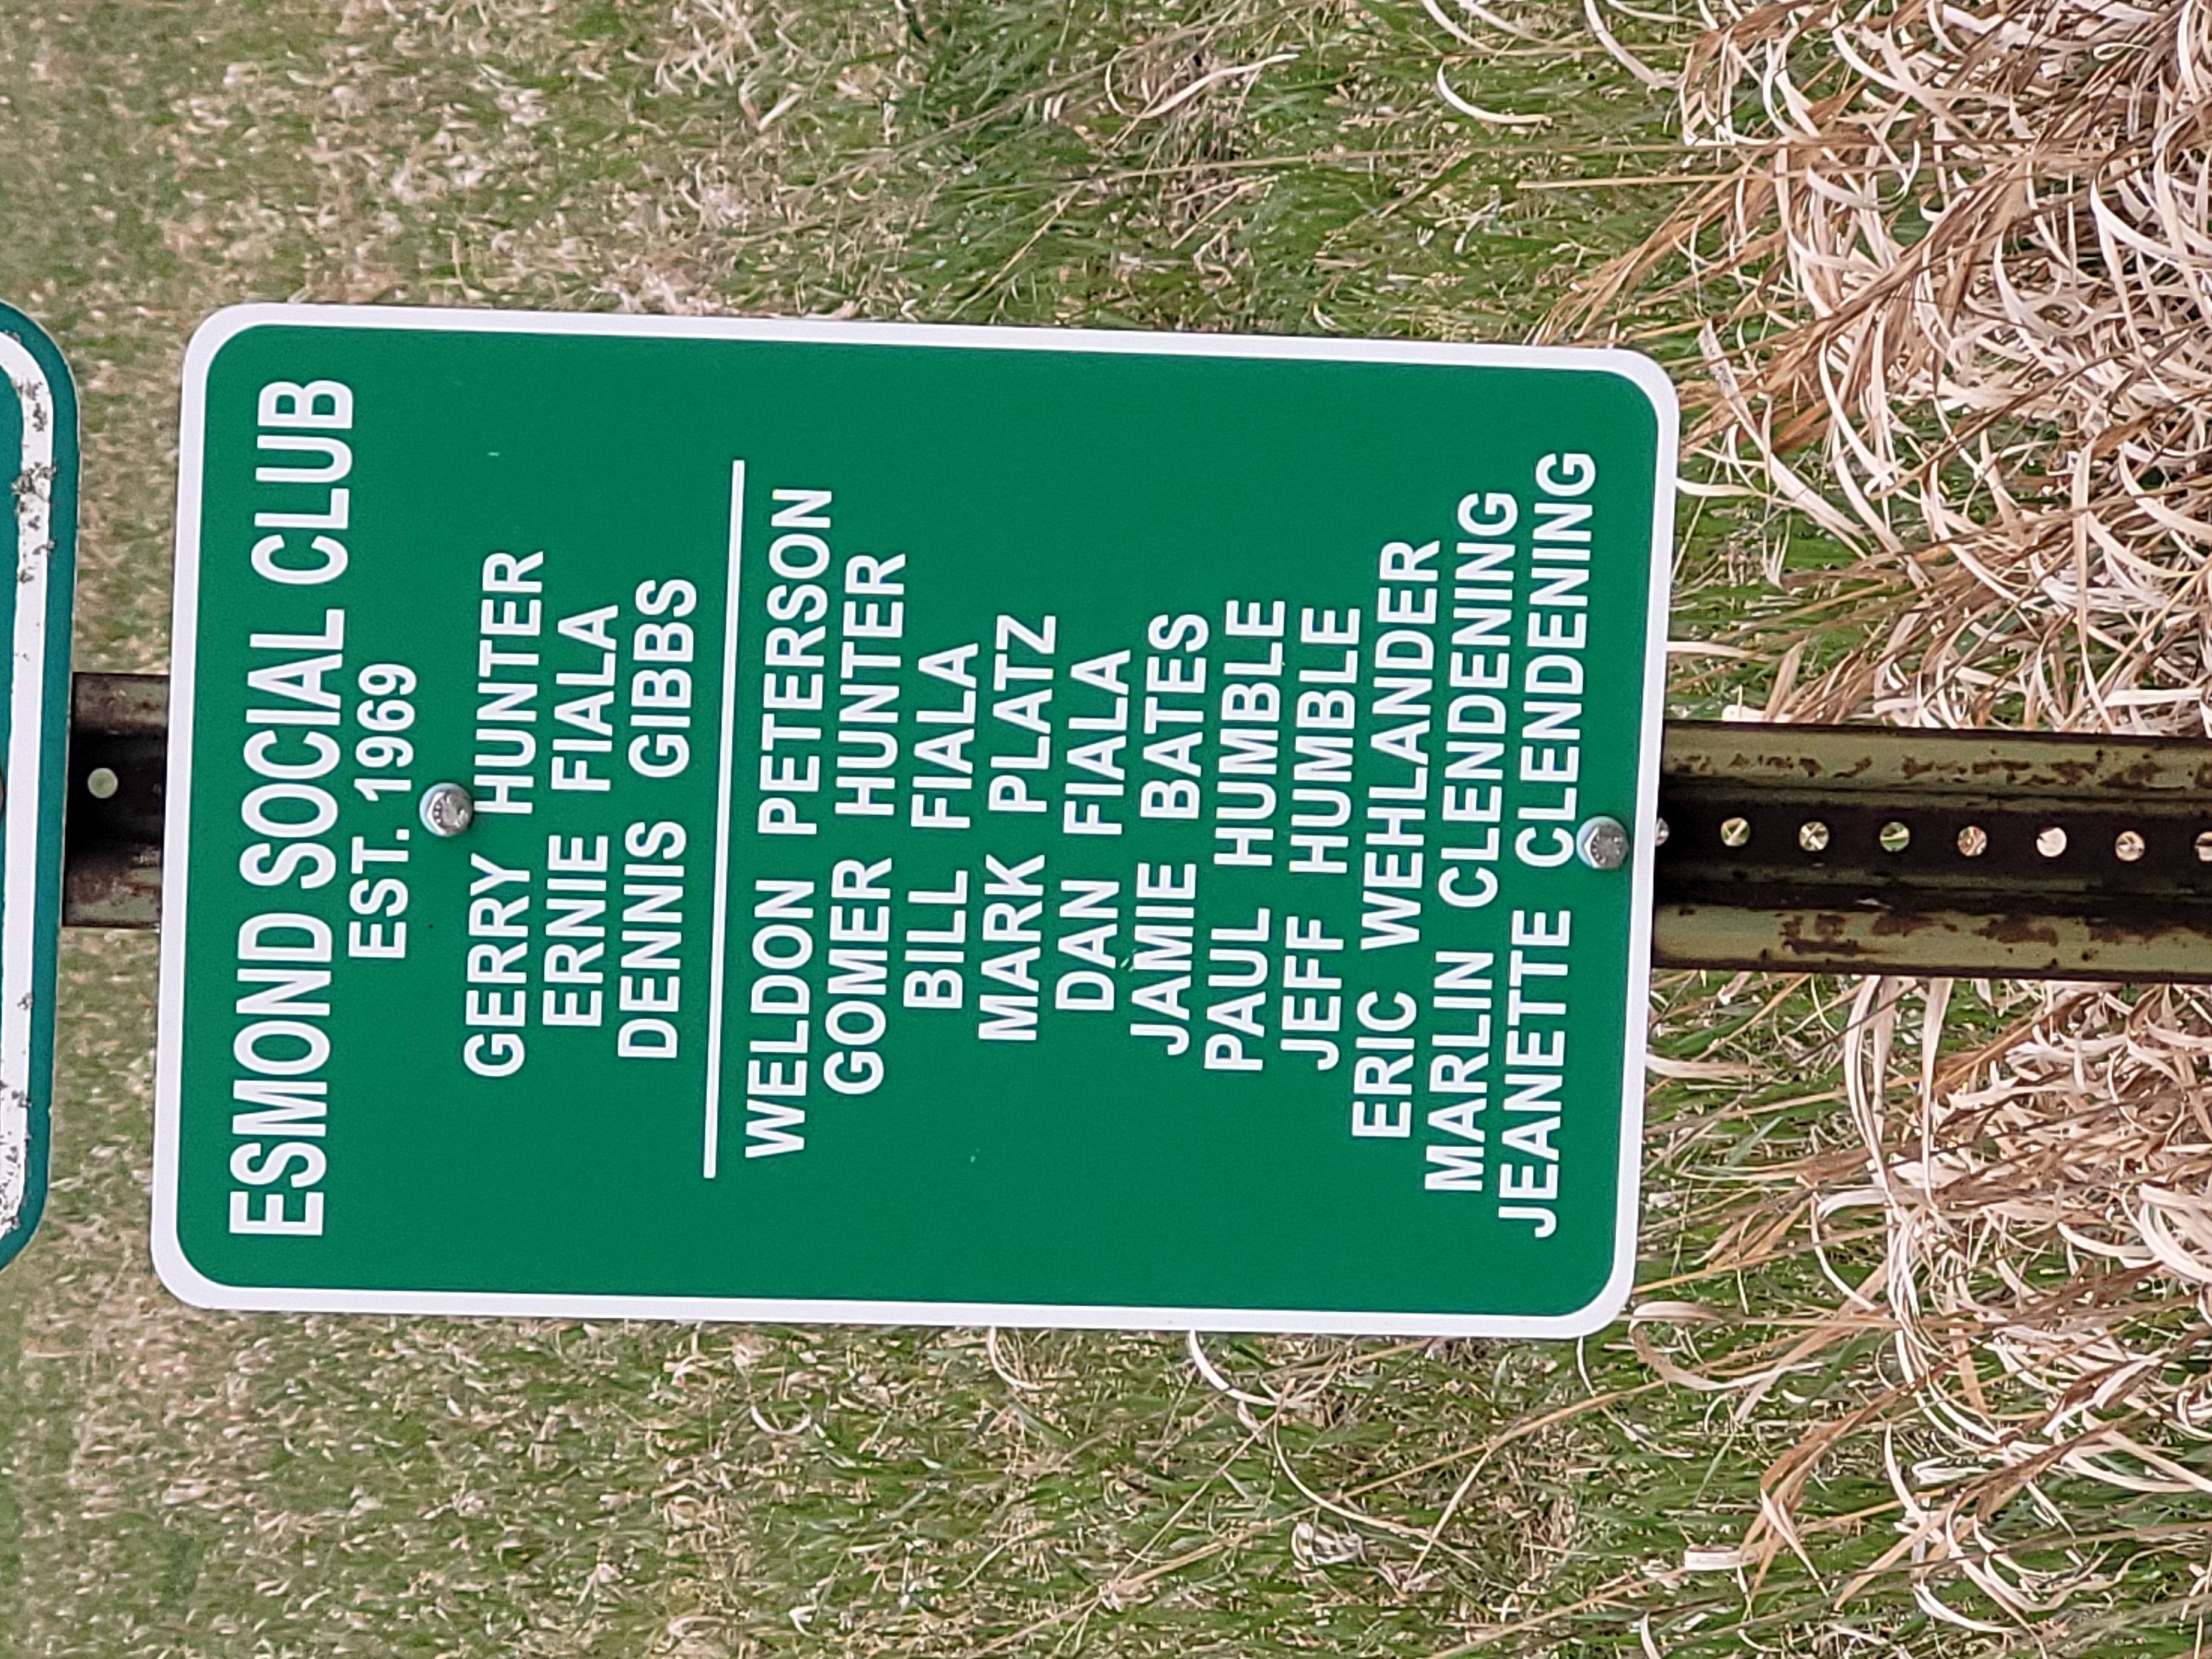 ESMOND SOCIAL CLUB
EST. 1969
GERRY HUNTER
ERNIE FIALA
DENNIS GIBBS
WELDON PETERSON
GOMER HUNTER
BILL FIALA
MARK PLATZ
DAN FIALA
JAMIE BATES
PAUL HUMBLE
JEFF HUMBLE
ERIC WEHLANDER
MARLIN CLENDENING
JEANETTE CLENDENING